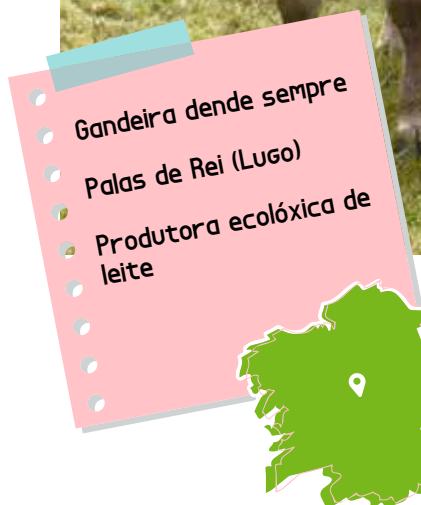 Gandeira dende sempre
Palas de Rei (Lugo)
Produtora ecolóxica de
leite